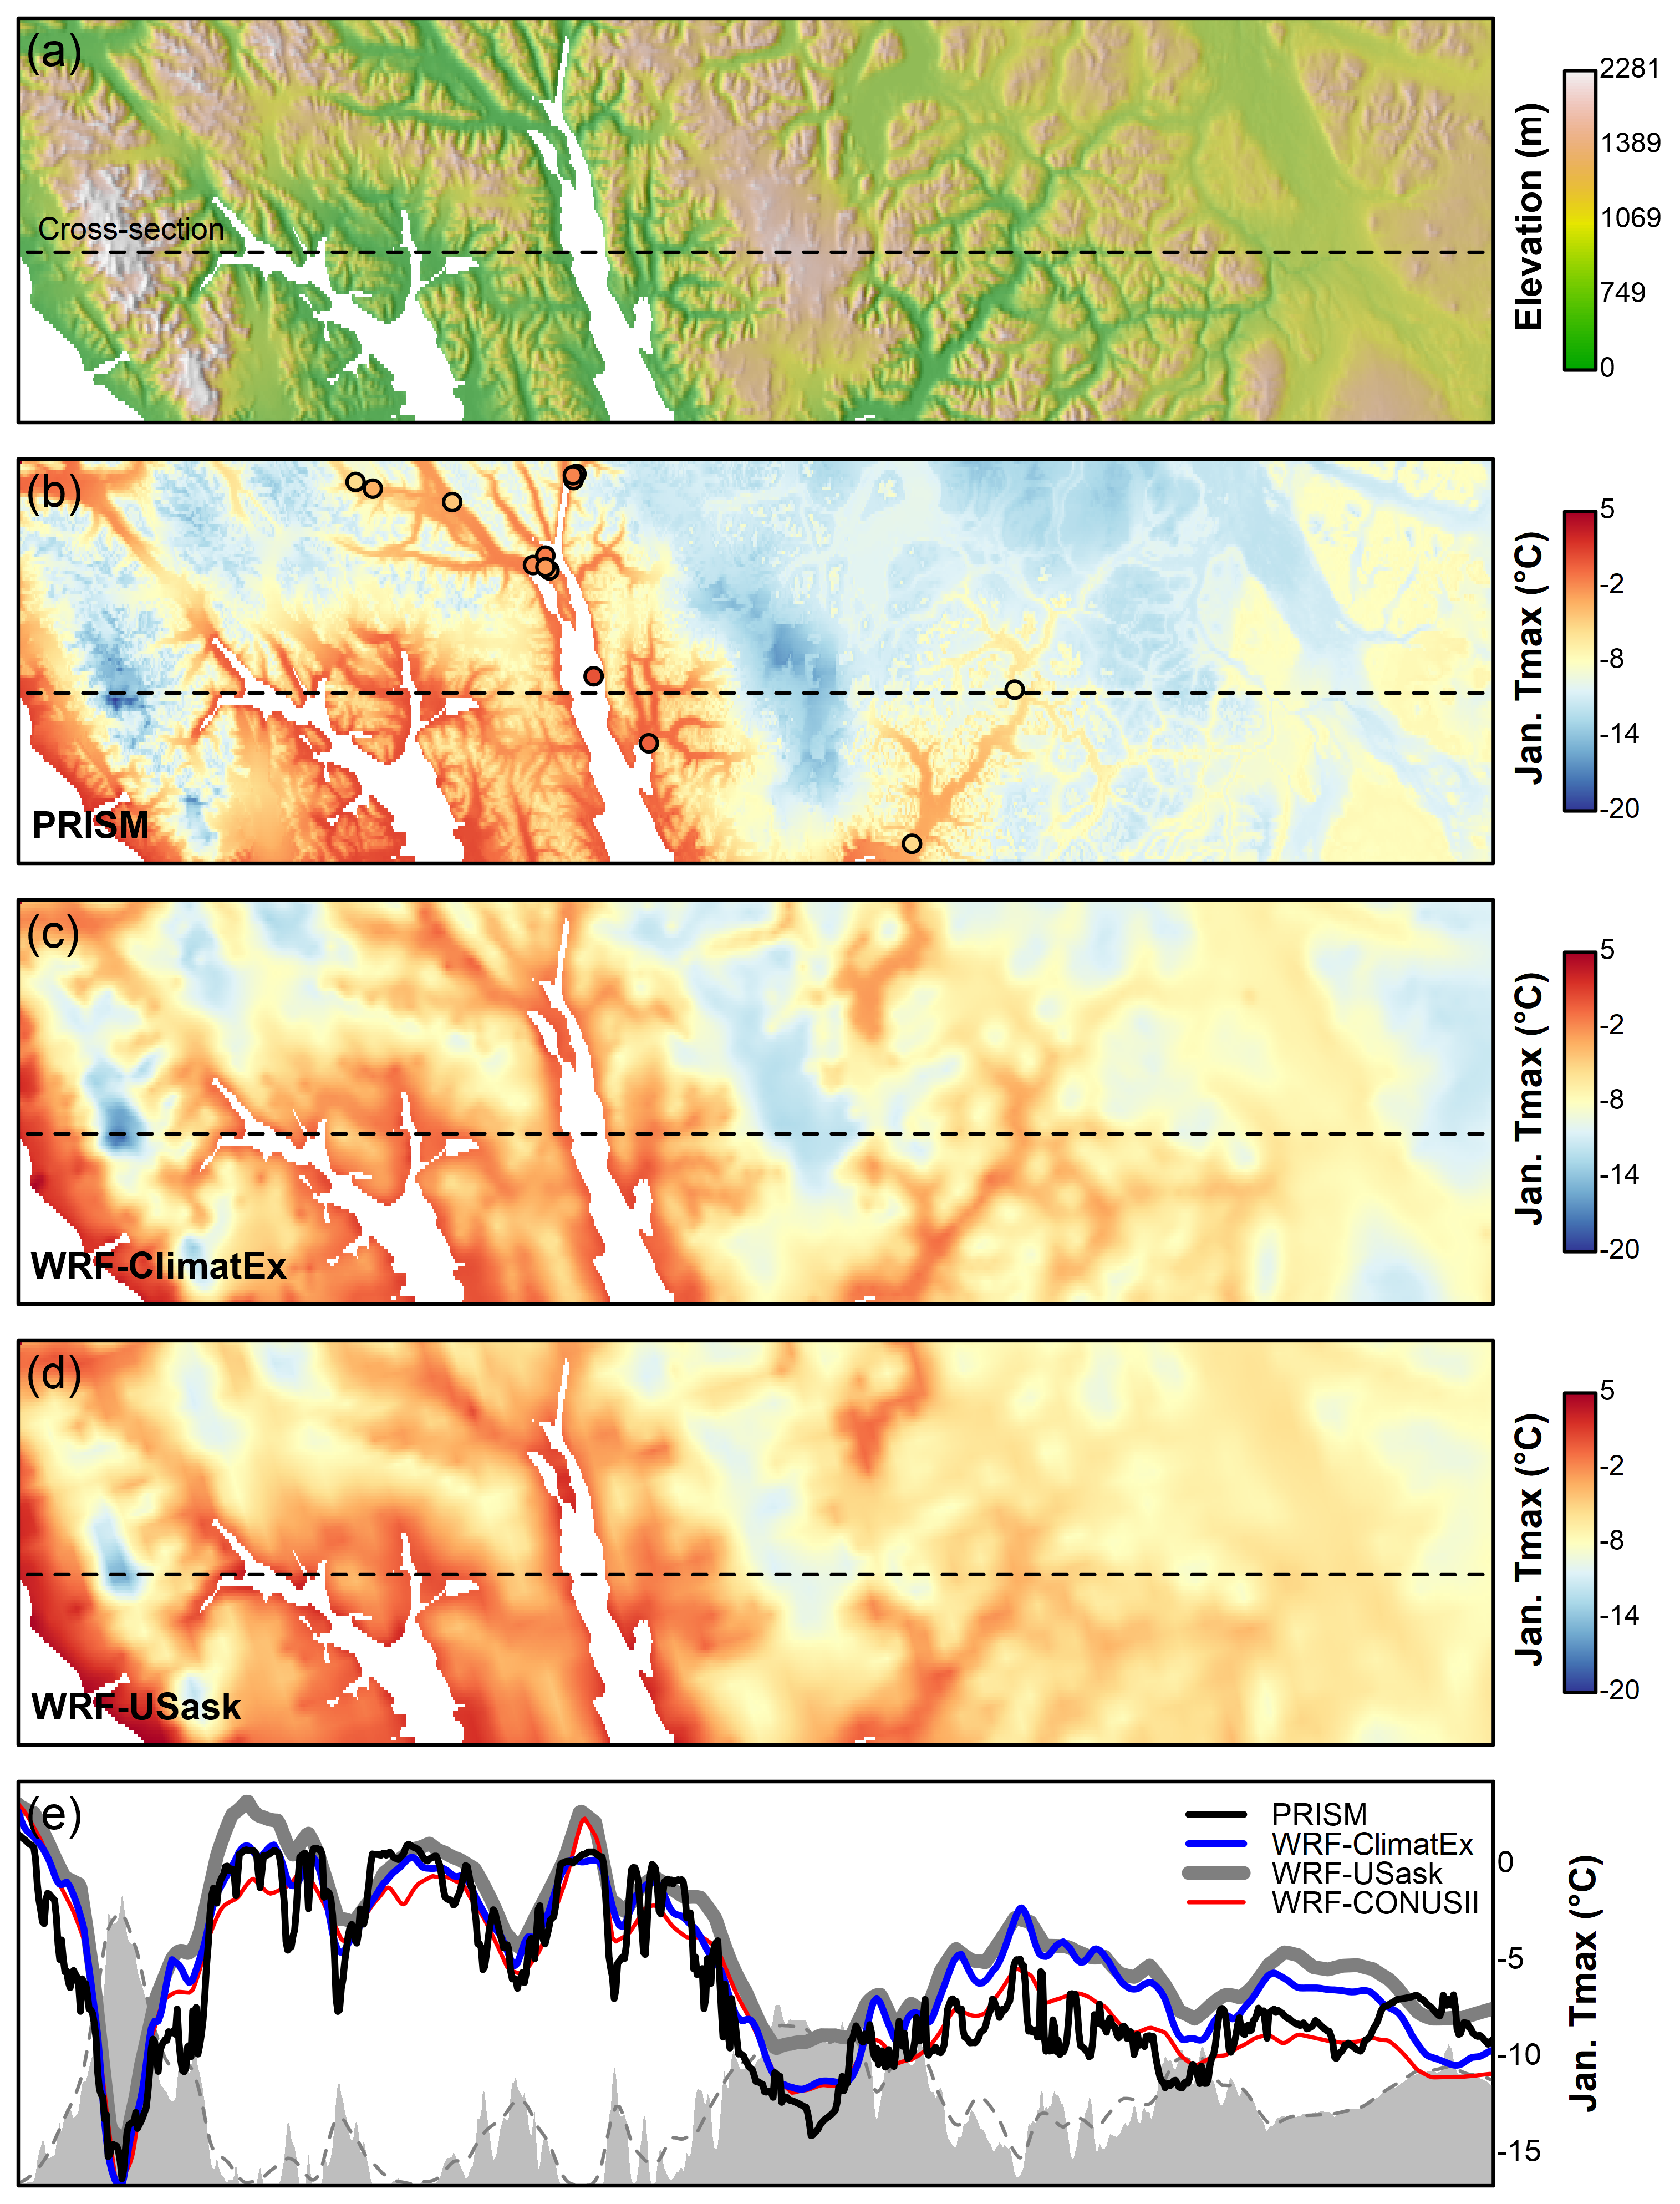 (a)
Cross-section
2281
1389
1069
749
0
Elevation (m)
(b)
PRISM
5
-2
-8
-14
-20
Jan. Tmax (°C)
(c)
WRF-ClimatEx
5
-2
-8
-14
-20
Jan. Tmax (°C)
(d)
WRF-USask
5
-2
-8
-14
-20
Jan. Tmax (°C)
(e)
PRISM
WRF-ClimatEx
WRF-USask
WRF-CONUSII
0
-5
-10
-15
Jan. Tmax (°C)